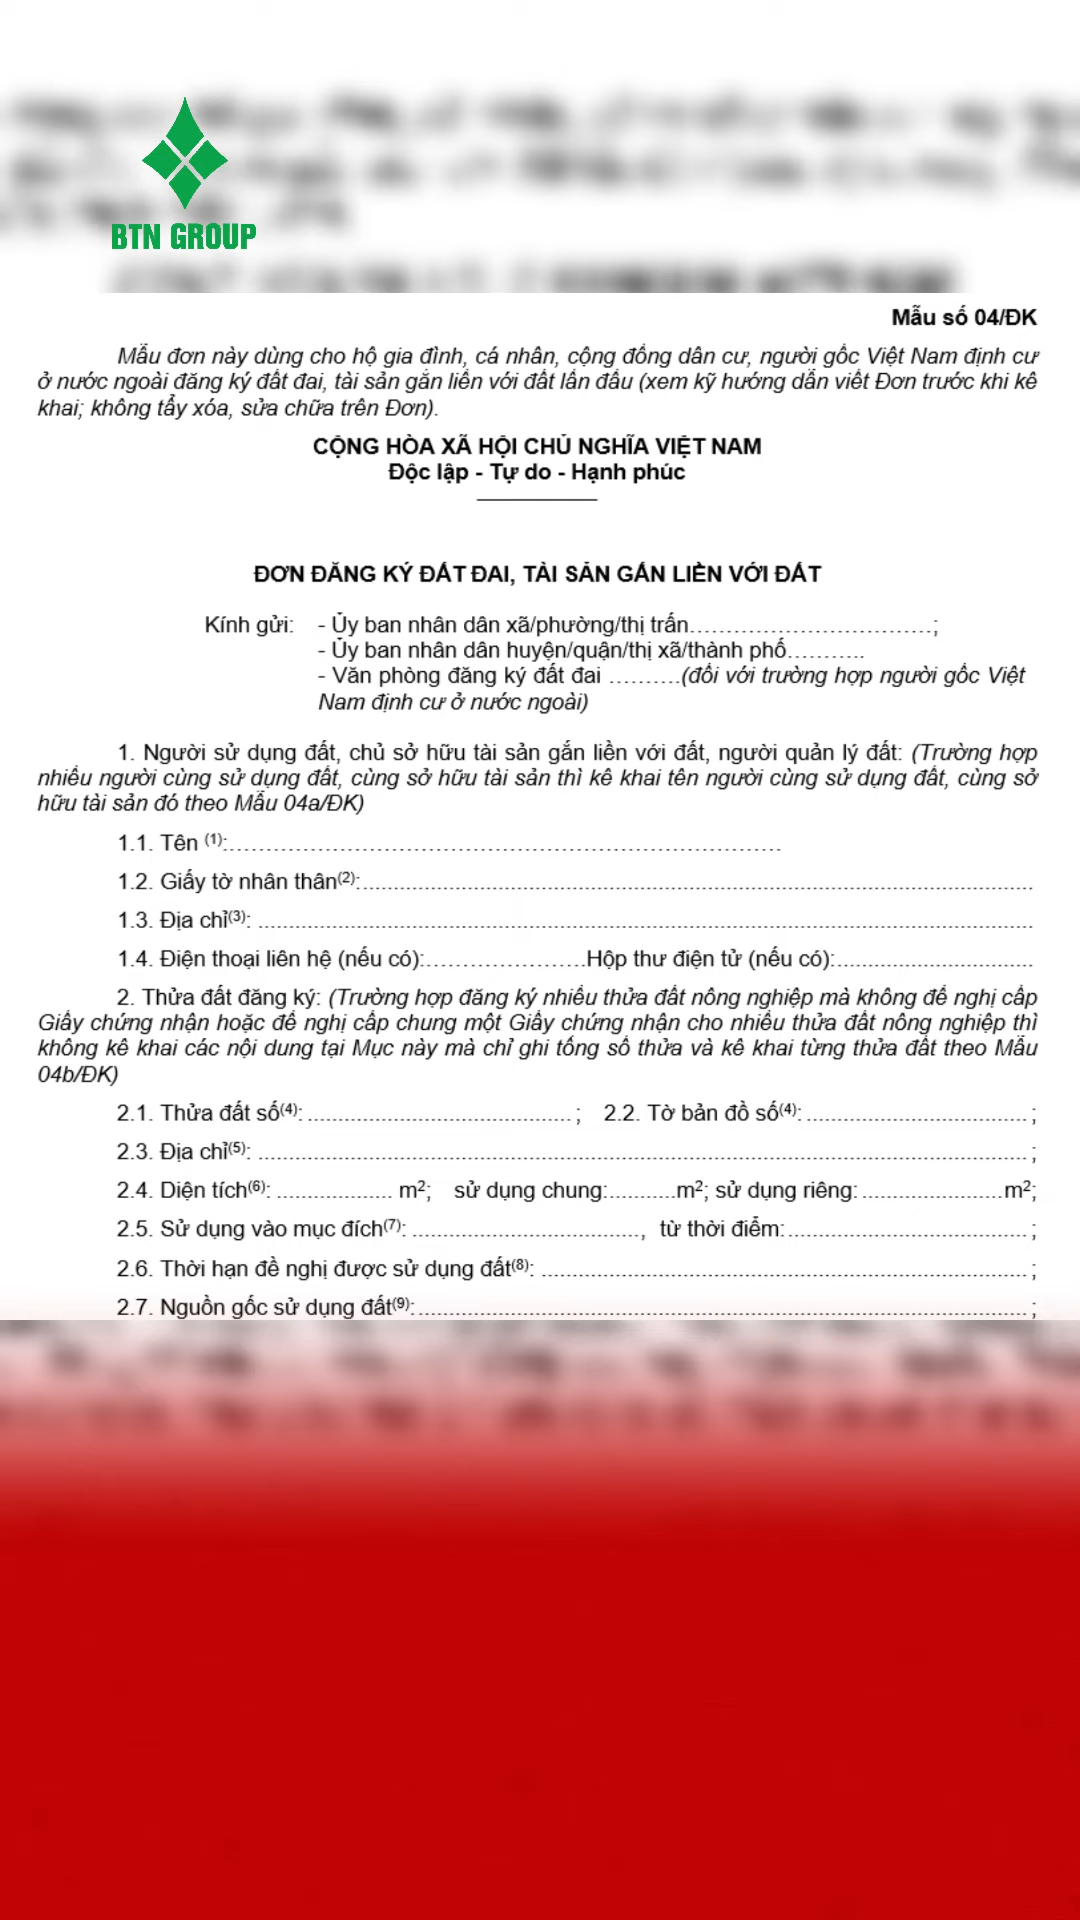 BTN GROUP
Mẫu số 04/ĐK
Mẫu đơn này dùng cho hộ gia đình, cá nhân, cộng đồng dân cư, người gốc Việt Nam định cư
ở nước ngoài đăng ký đất đai, tài sản gắn liền với đất lần đầu (xem kỹ hướng dẫn viết Đơn trước khi kê
khai; không tẩy xóa, sửa chữa trên Đơn).
CỘNG HÒA XÃ HỘI CHỦ NGHĨA VIỆT NAM
Độc lập - Tự do - Hạnh phúc
ĐƠN ĐĂNG KÝ ĐẤT ĐAI, TÀI SẢN GẮN LIỀN VỚI ĐẤT
Kính gửi: - Ủy ban nhân dân xã/phường/thị trấn……………………………;
- Ủy ban nhân dân huyện/quận/thị xã/thành phố………..
- Văn phòng đăng ký đất đai ……….(đối với trường hợp người gốc Việt
Nam định cư ở nước ngoài)
1. Người sử dụng đất, chủ sở hữu tài sản gắn liền với đất, người quản lý đất: (Trường hợp
nhiều người cùng sử dụng đất, cùng sở hữu tài sản thì kê khai tên người cùng sử dụng đất, cùng sở
hữu tài sản đó theo Mẫu 04a/ĐK)
1.1. Tên (1):…………………………………………………………………
1.2. Giấy tờ nhân thân(2):................................................................................
1.3. Địa chỉ(3): ................................................................................
1.4. Điện thoại liên hệ (nếu có):………………….Hộp thư điện tử (nếu có):................................
2. Thửa đất đăng ký: (Trường hợp đăng ký nhiều thửa đất nông nghiệp mà không đề nghị cấp
Giấy chứng nhận hoặc đề nghị cấp chung một Giấy chứng nhận cho nhiều thửa đất nông nghiệp thì
không kê khai các nội dung tại Mục này mà chỉ ghi tổng số thửa và kê khai từng thửa đất theo Mẫu
04b/ĐK)
2.1. Thửa đất số(4): ............................................ ; 2.2. Tờ bản đồ số(4): ..................................... ;
2.3. Địa chỉ(5): ................................................................................ ;
2.4. Diện tích(6): ................... m2; sử dụng chung:...........m2; sử dụng riêng: .......................m2;
2.5. Sử dụng vào mục đích(7): ......................................, từ thời điểm:........................................ ;
2.6. Thời hạn đề nghị được sử dụng đất(8): ................................................................................ ;
2.7. Nguồn gốc sử dụng đất(9):................................................................................ ;